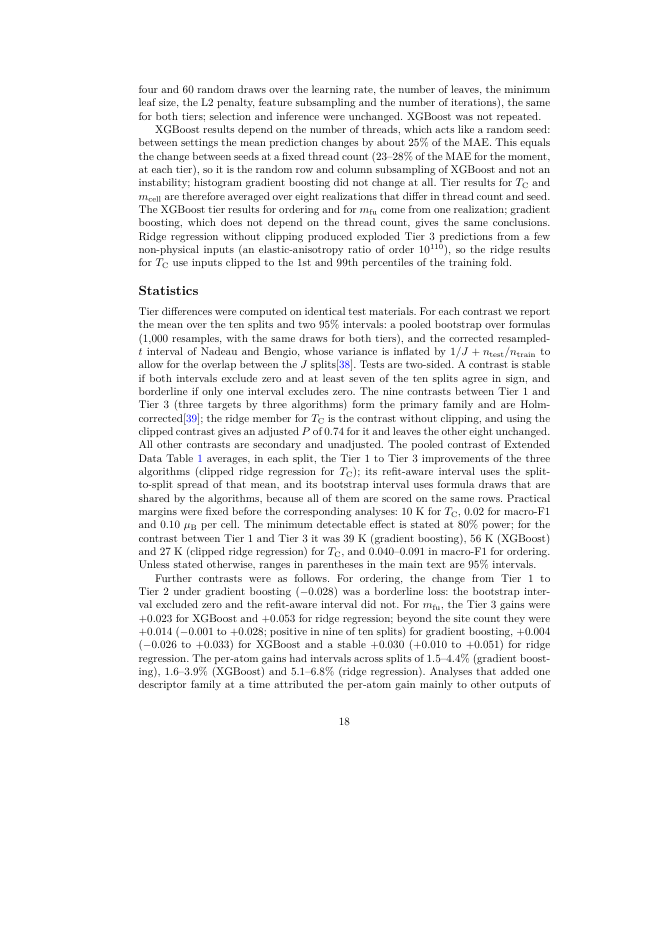 four and 60 random draws over the learning rate, the number of leaves, the minimum
leaf size, the L2 penalty, feature subsampling and the number of iterations), the same
for both tiers; selection and inference were unchanged. XGBoost was not repeated.
XGBoost results depend on the number of threads, which acts like a random seed:
between settings the mean prediction changes by about 25% of the MAE. This equals
the change between seeds at a fixed thread count (23–28% of the MAE for the moment,
at each tier), so it is the random row and column subsampling of XGBoost and not an
instability; histogram gradient boosting did not change at all. Tier results for T_C and
m_cell are therefore averaged over eight realizations that differ in thread count and seed.
The XGBoost tier results for ordering and for m_fu come from one realization; gradient
boosting, which does not depend on the thread count, gives the same conclusions.
Ridge regression without clipping produced exploded Tier 3 predictions from a few
non-physical inputs (an elastic-anisotropy ratio of order 10^110), so the ridge results
for T_C use inputs clipped to the 1st and 99th percentiles of the training fold.
Statistics
Tier differences were computed on identical test materials. For each contrast we report
the mean over the ten splits and two 95% intervals: a pooled bootstrap over formulas
(1,000 resamples, with the same draws for both tiers), and the corrected resampled-
t interval of Nadeau and Bengio, whose variance is inflated by 1/J + n_test/n_train to
allow for the overlap between the J splits[38]. Tests are two-sided. A contrast is stable
if both intervals exclude zero and at least seven of the ten splits agree in sign, and
borderline if only one interval excludes zero. The nine contrasts between Tier 1 and
Tier 3 (three targets by three algorithms) form the primary family and are Holm-
corrected[39]; the ridge member for T_C is the contrast without clipping, and using the
clipped contrast gives an adjusted P of 0.74 for it and leaves the other eight unchanged.
All other contrasts are secondary and unadjusted. The pooled contrast of Extended
Data Table 1 averages, in each split, the Tier 1 to Tier 3 improvements of the three
algorithms (clipped ridge regression for T_C); its refit-aware interval uses the split-
to-split spread of that mean, and its bootstrap interval uses formula draws that are
shared by the algorithms, because all of them are scored on the same rows. Practical
margins were fixed before the corresponding analyses: 10 K for T_C, 0.02 for macro-F1
and 0.10 μ_B per cell. The minimum detectable effect is stated at 80% power; for the
contrast between Tier 1 and Tier 3 it was 39 K (gradient boosting), 56 K (XGBoost)
and 27 K (clipped ridge regression) for T_C, and 0.040–0.091 in macro-F1 for ordering.
Unless stated otherwise, ranges in parentheses in the main text are 95% intervals.
Further contrasts were as follows. For ordering, the change from Tier 1 to
Tier 2 under gradient boosting (−0.028) was a borderline loss: the bootstrap inter-
val excluded zero and the refit-aware interval did not. For m_fu, the Tier 3 gains were
+0.023 for XGBoost and +0.053 for ridge regression; beyond the site count they were
+0.014 (−0.001 to +0.028; positive in nine of ten splits) for gradient boosting, +0.004
(−0.026 to +0.033) for XGBoost and a stable +0.030 (+0.010 to +0.051) for ridge
regression. The per-atom gains had intervals across splits of 1.5–4.4% (gradient boost-
ing), 1.6–3.9% (XGBoost) and 5.1–6.8% (ridge regression). Analyses that added one
descriptor family at a time attributed the per-atom gain mainly to other outputs of
18